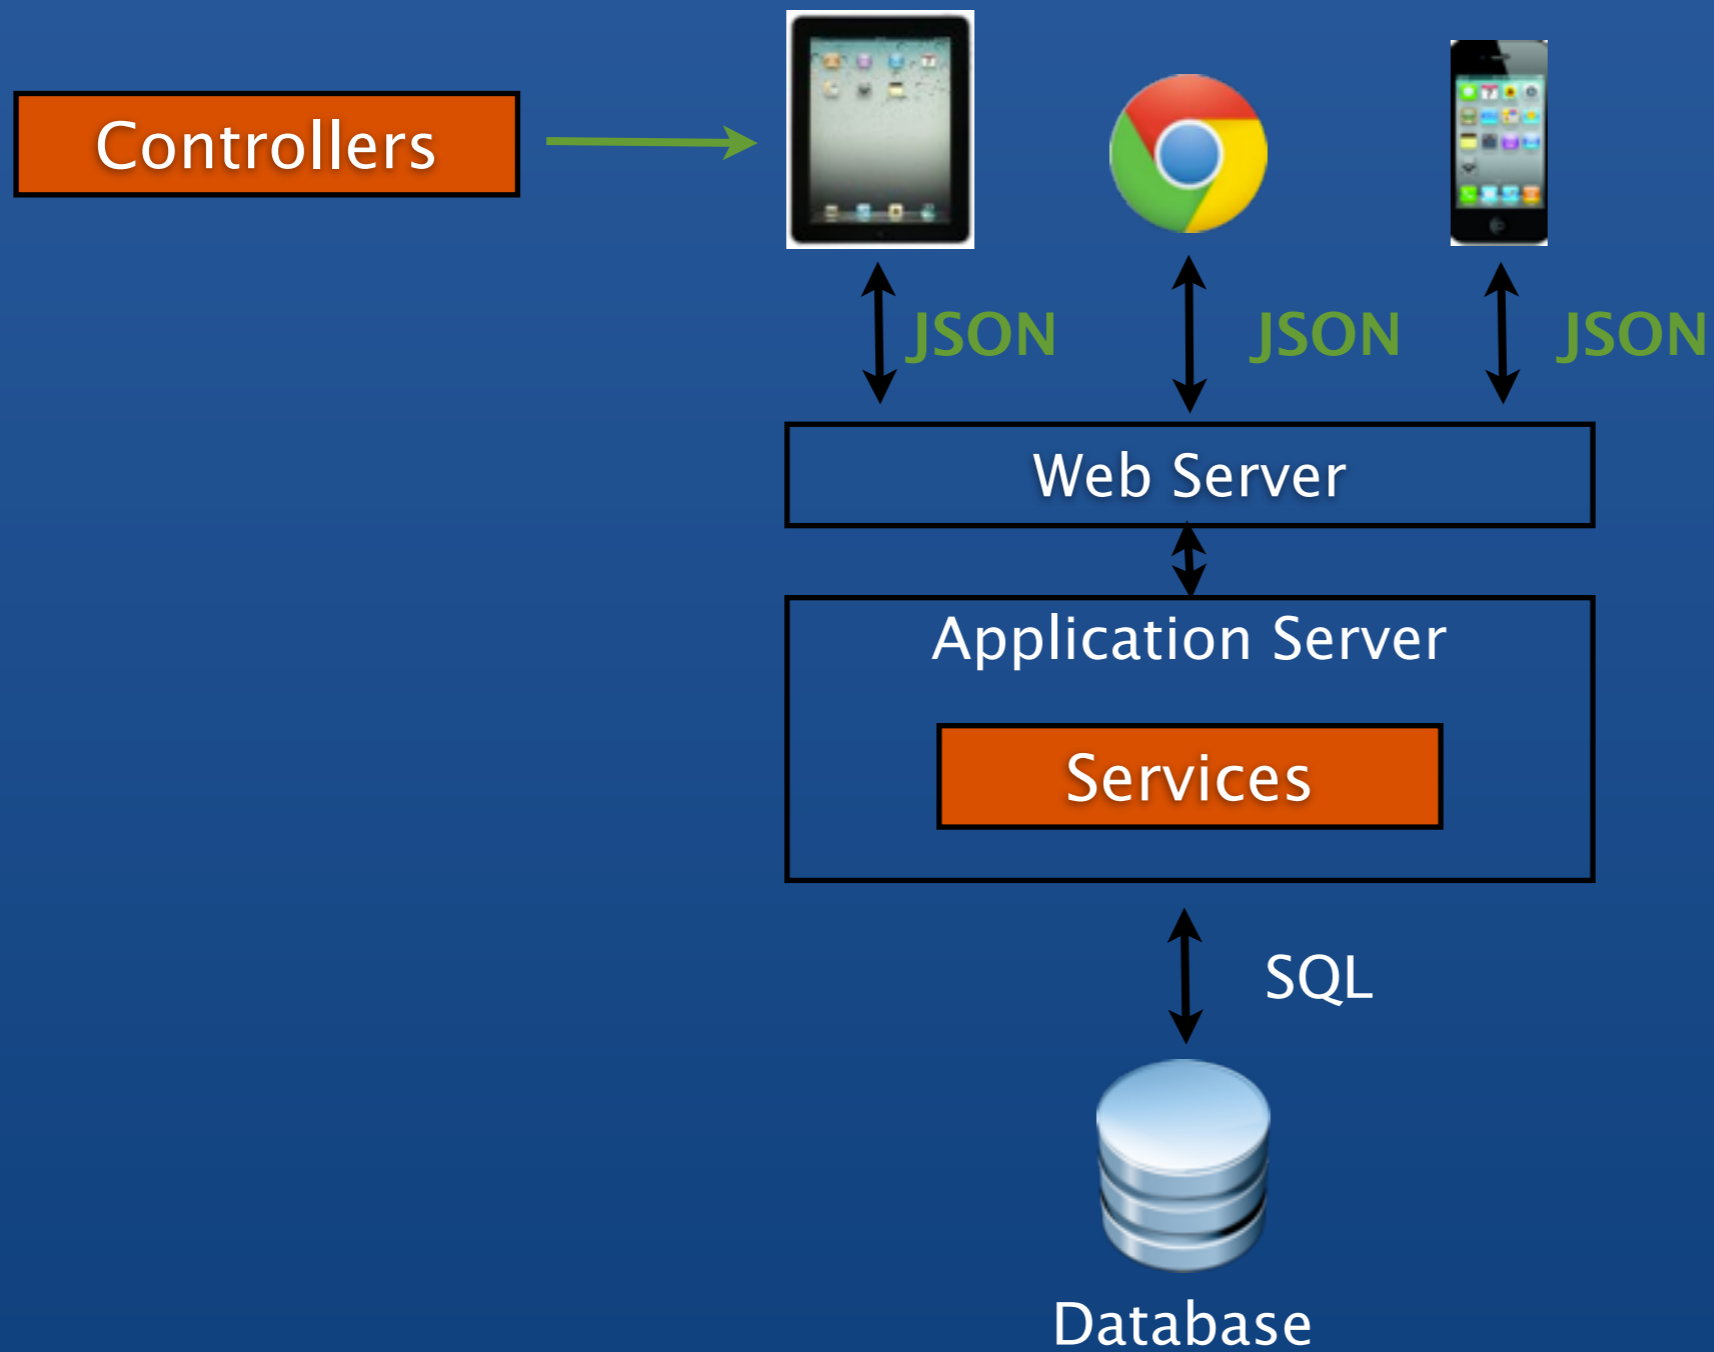 Controllers
JSON
JSON
JSON
Web Server
Application Server
Services
SQL
Database